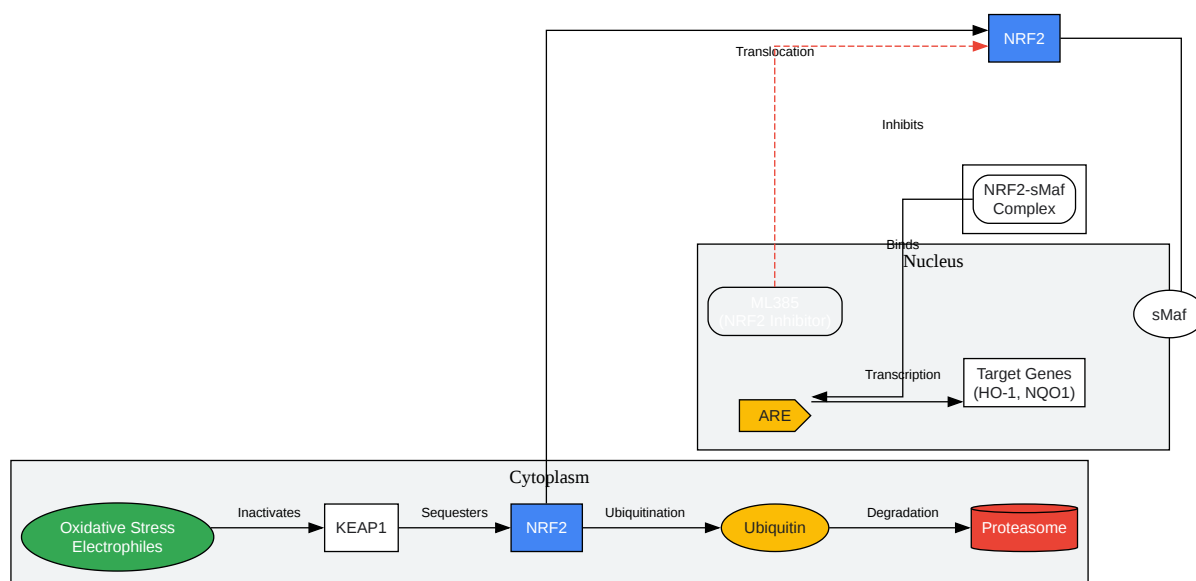 NRF2
Translocation
Inhibits
NRF2-sMaf
Complex
Binds
Nucleus
ML385
(NRF2 Inhibitor)
sMaf
Transcription
Target Genes
(HO-1, NQO1)
ARE
Cytoplasm
Oxidative Stress
Electrophiles
Inactivates
KEAP1
Sequesters
NRF2
Ubiquitination
Ubiquitin
Degradation
Proteasome